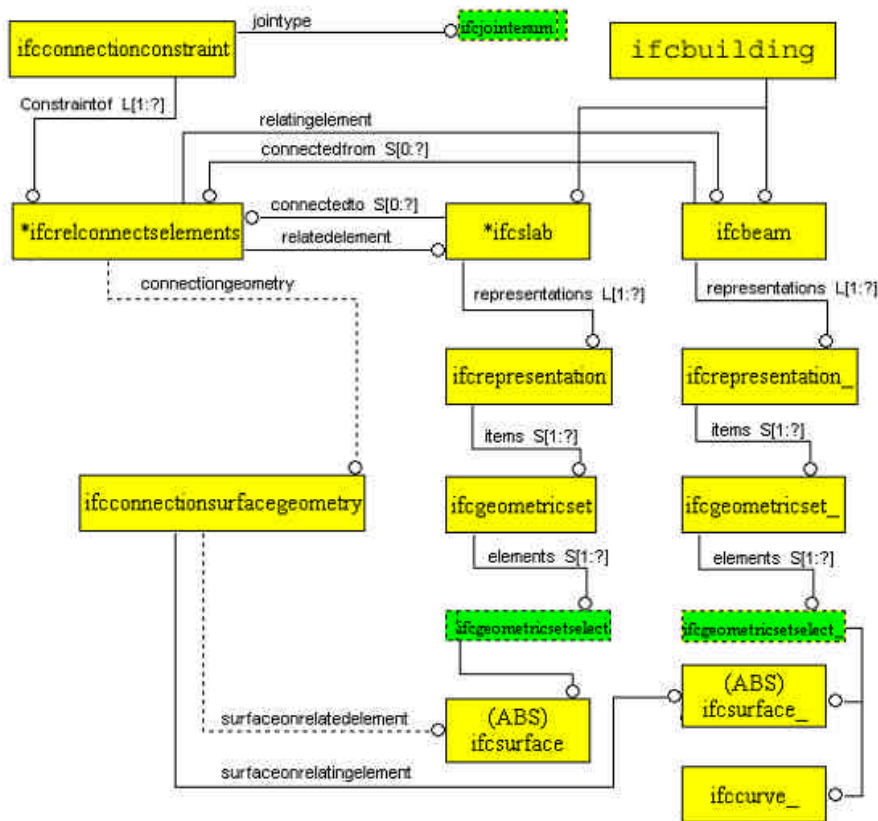 jointype
ifcjointenum
ifcconnectionconstraint
ifcbuilding
Constraintof L[1:?]
relatingelement
connectedfrom S[0:?]
*ifcrelconnectselements
connectedto S[0:?]
relatedelement
*ifcslab
ifcbeam
connectiongeometry
representations L[1:?]
representations L[1:?]
ifcrepresentation
ifcrepresentation_
items S[1:?]
items S[1:?]
ifcconnectionsurfacegeometry
ifcgeometricset
ifcgeometricset_
elements S[1:?]
elements S[1:?]
ifcgeometricsetselect
ifcgeometricsetselect_
(ABS)
ifcsurface_
surfaceonrelatedelement
(ABS)
ifcsurface
surfaceonrelatingelement
ifccurve_